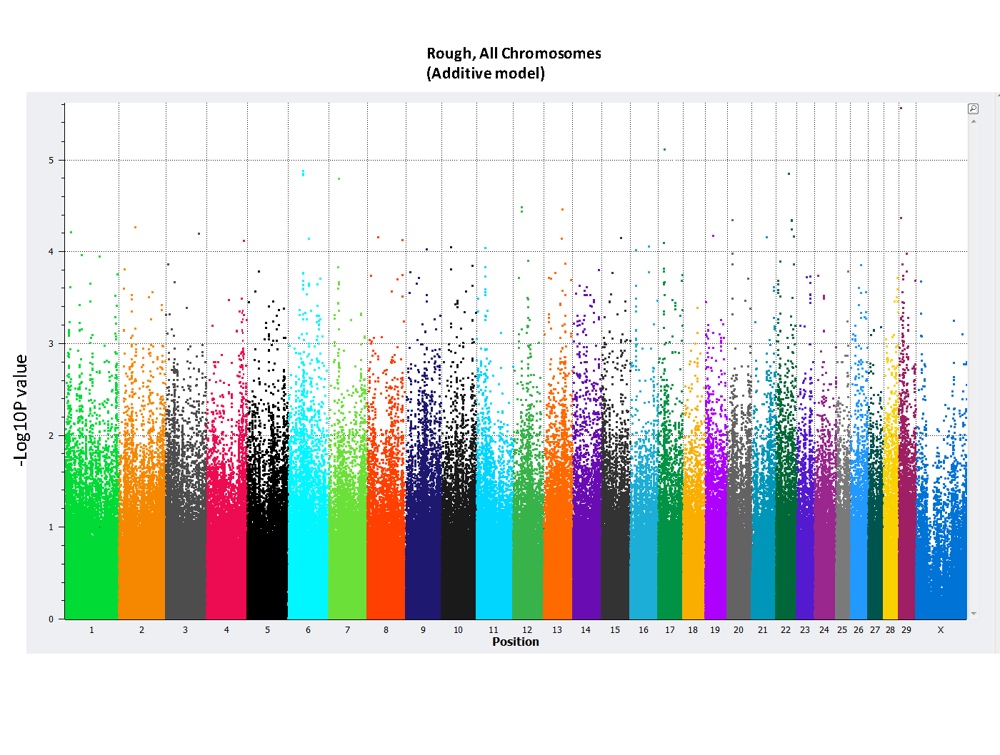 Rough, All Chromosomes
(Additive model)
-Log10P value
5
4
3
2
1
0
1 2 3 4 5 6 7 8 9 10 11 12 13 14 15 16 17 18 19 20 21 22 23 24 25 26 27 28 29 X
Position